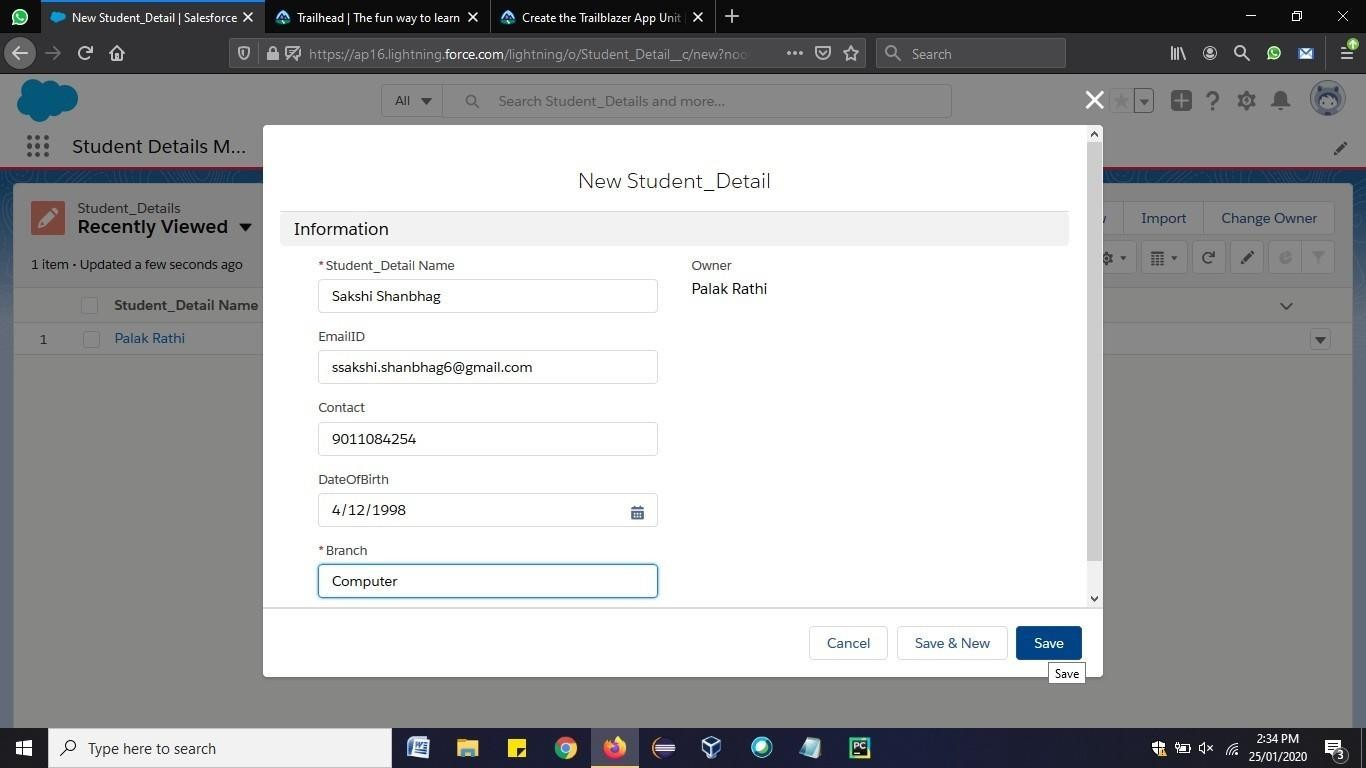 New Student_Detail | Salesforce
Trailhead | The fun way to learn
Create the Trailblazer App Unit
https://ap16.lightning.force.com/lightning/o/Student_Detail__c/new?noo
Search
All
Search Student_Details and more...
Student Details M...
New Student_Detail
Student_Details
Recently Viewed
Import
Change Owner
Information
1 item • Updated a few seconds ago
*Student_Detail Name
Owner
Sakshi Shanbhag
Palak Rathi
Student_Detail Name
EmailID
1
Palak Rathi
ssakshi.shanbhag6@gmail.com
Contact
9011084254
DateOfBirth
4/12/1998
*Branch
Computer
Cancel
Save & New
Save
Save
Type here to search
2:34 PM
25/01/2020
3